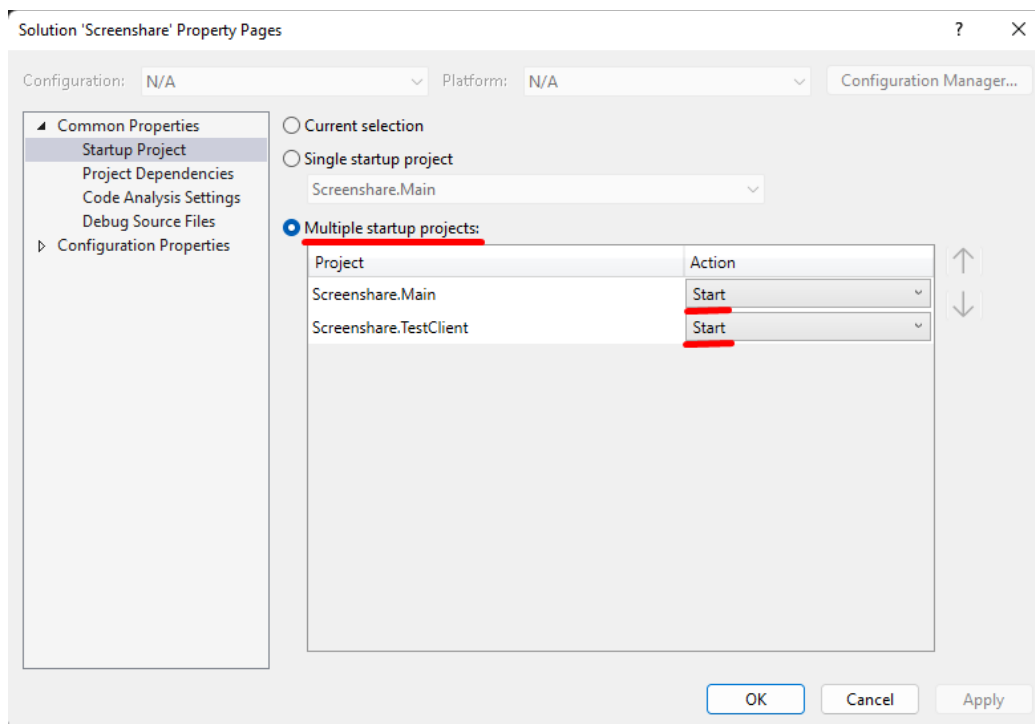 Solution 'Screenshare' Property Pages
?
Configuration: N/A Platform: N/A Configuration Manager...
Common Properties
Startup Project
Project Dependencies
Code Analysis Settings
Debug Source Files
Configuration Properties
Current selection
Single startup project
Screenshare.Main
Multiple startup projects:
Project Action
Screenshare.Main Start
Screenshare.TestClient Start
OK Cancel Apply